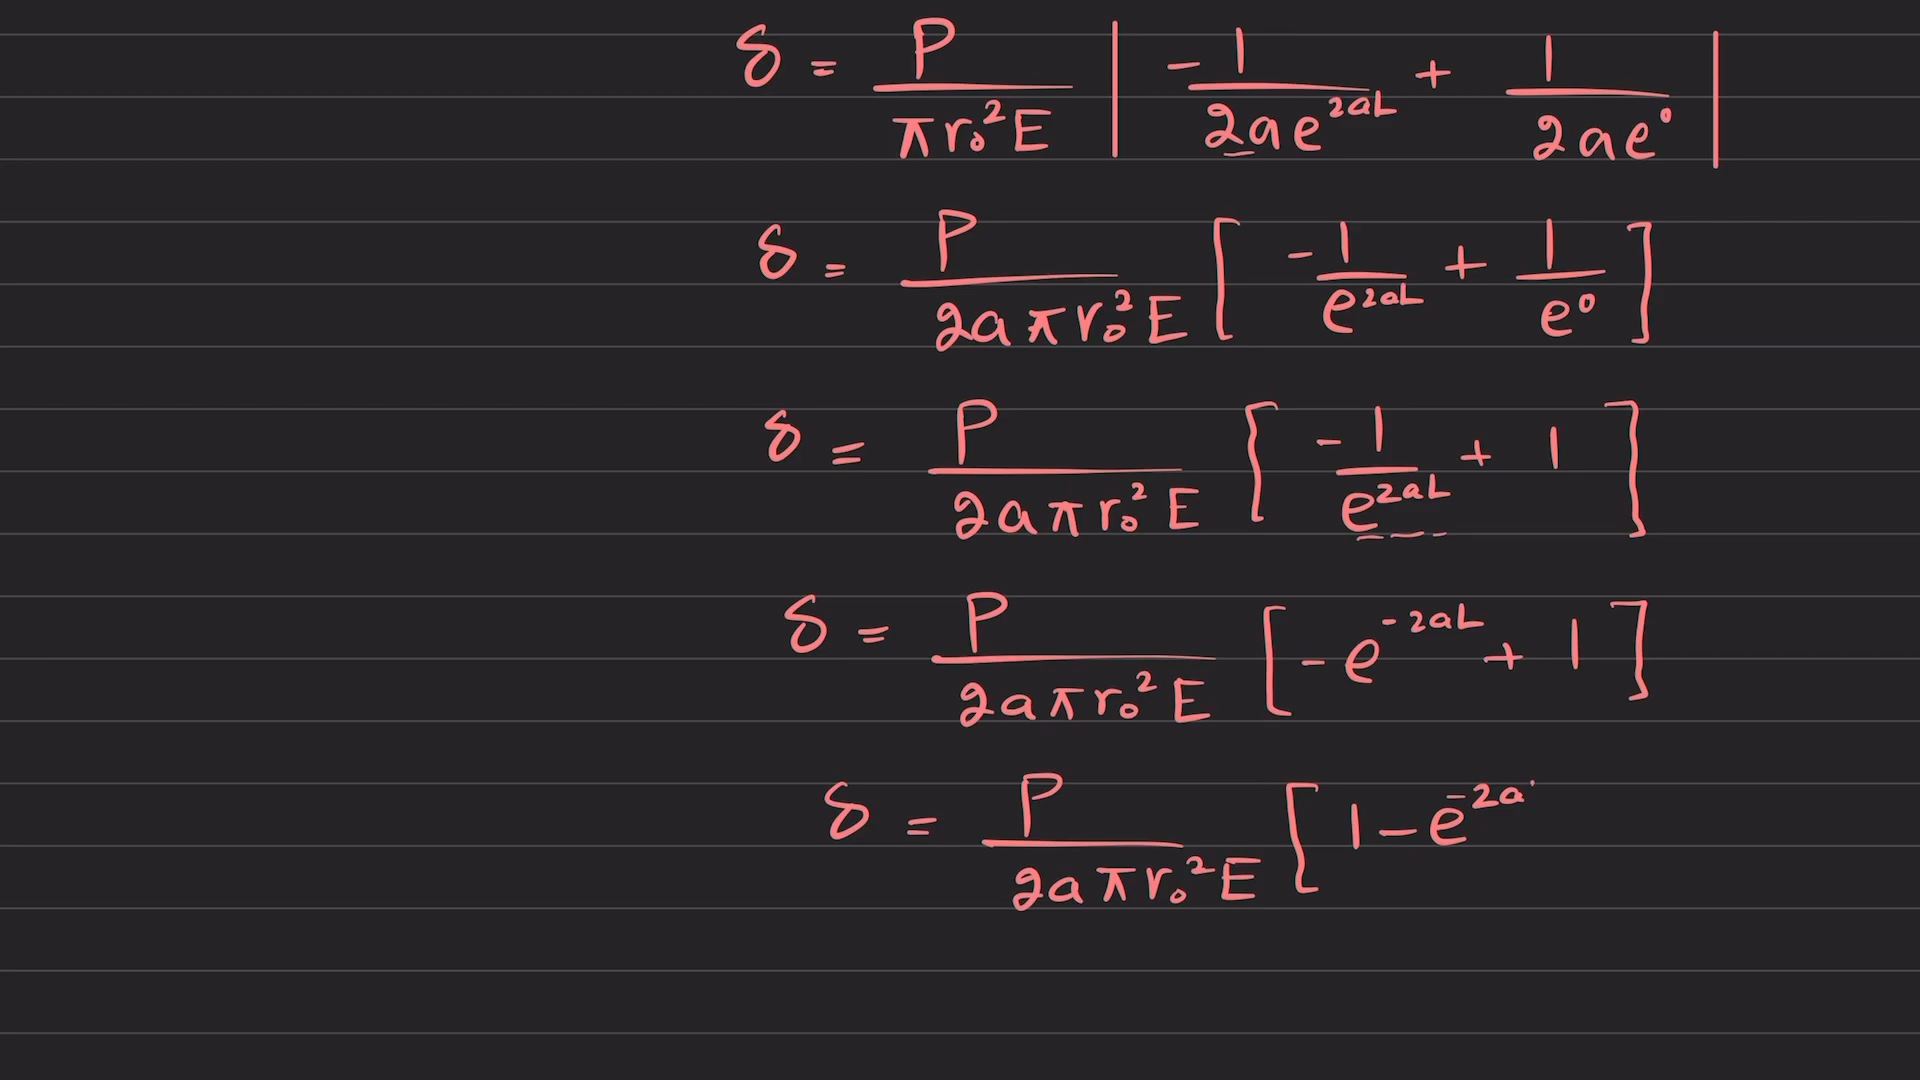 δ = P / πr₀²E | -1 / 2ae^2aL + 1 / 2ae⁰ |
δ = P / 2aπr₀²E [ -1 / e^2aL + 1 / e⁰ ]
δ = P / 2aπr₀²E [ -1 / e^2aL + 1 ]
δ = P / 2aπr₀²E [ -e^-2aL + 1 ]
δ = P / 2aπr₀²E [ 1 - e^-2a